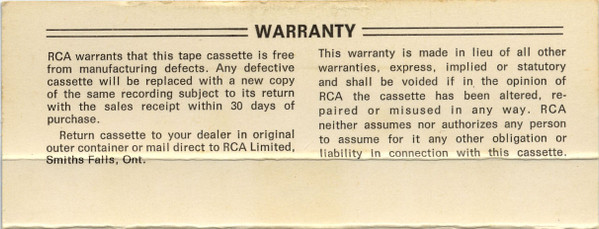 WARRANTY
RCA warrants that this tape cassette is free
from manufacturing defects. Any defective
cassette will be replaced with a new copy
of the same recording subject to its return
with the sales receipt within 30 days of
purchase.
Return cassette to your dealer in original
outer container or mail direct to RCA Limited,
Smiths Falls, Ont.
This warranty is made in lieu of all other
warranties, express, implied or statutory
and shall be voided if in the opinion of
RCA the cassette has been altered, re-
paired or misused in any way. RCA
neither assumes nor authorizes any person
to assume for it any other obligation or
liability in connection with this cassette.